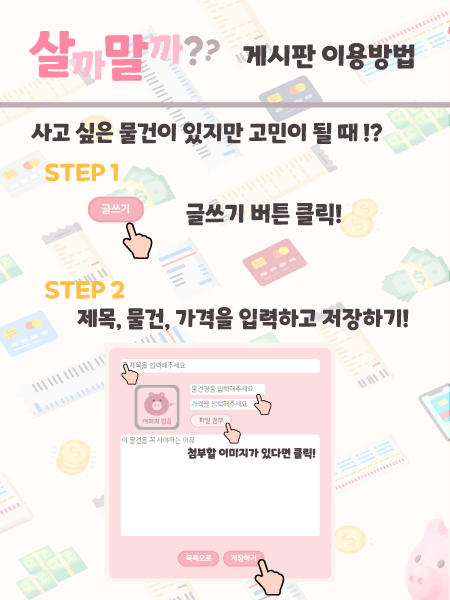 살까말까?? 게시판 이용방법
사고 싶은 물건이 있지만 고민이 될 때 !?
STEP 1
글쓰기
글쓰기 버튼 클릭!
STEP 2
제목, 물건, 가격을 입력하고 저장하기!
제목을 입력해주세요
물건명을 입력해주세요
가격을 입력해주세요
이미지 없음
파일 첨부
이 물건을 꼭 사야하는 이유
첨부할 이미지가 있다면 클릭!
목록으로
저장하기